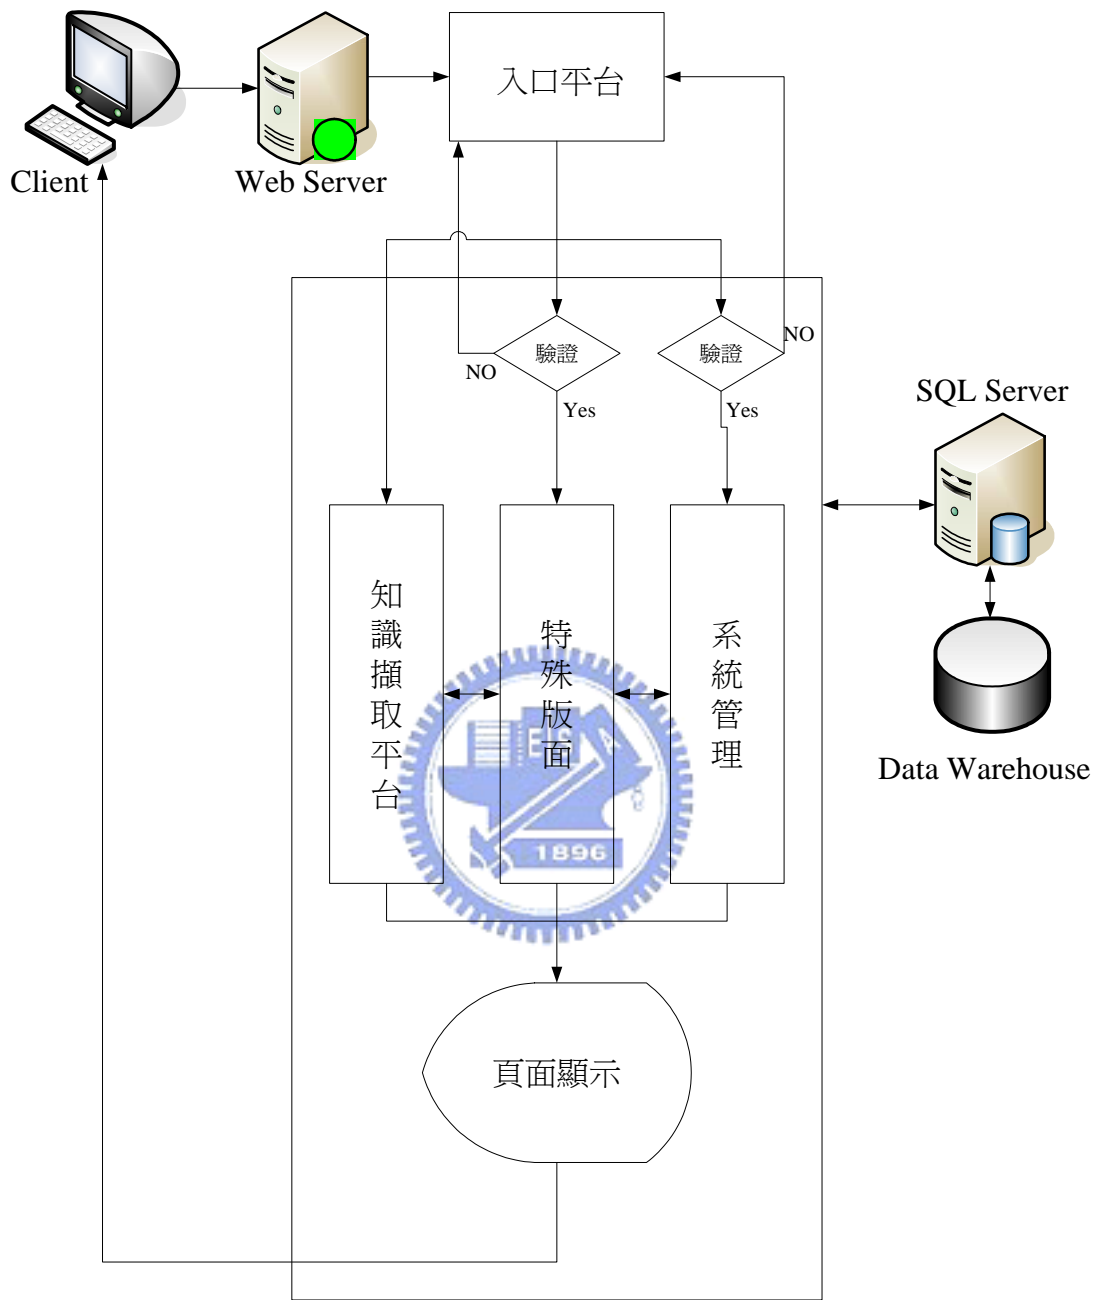 入口平台
Client
Web Server
驗證
驗證
NO
NO
Yes
Yes
SQL Server
知識擷取平台
特殊版面
系統管理
Data Warehouse
1896
頁面顯示